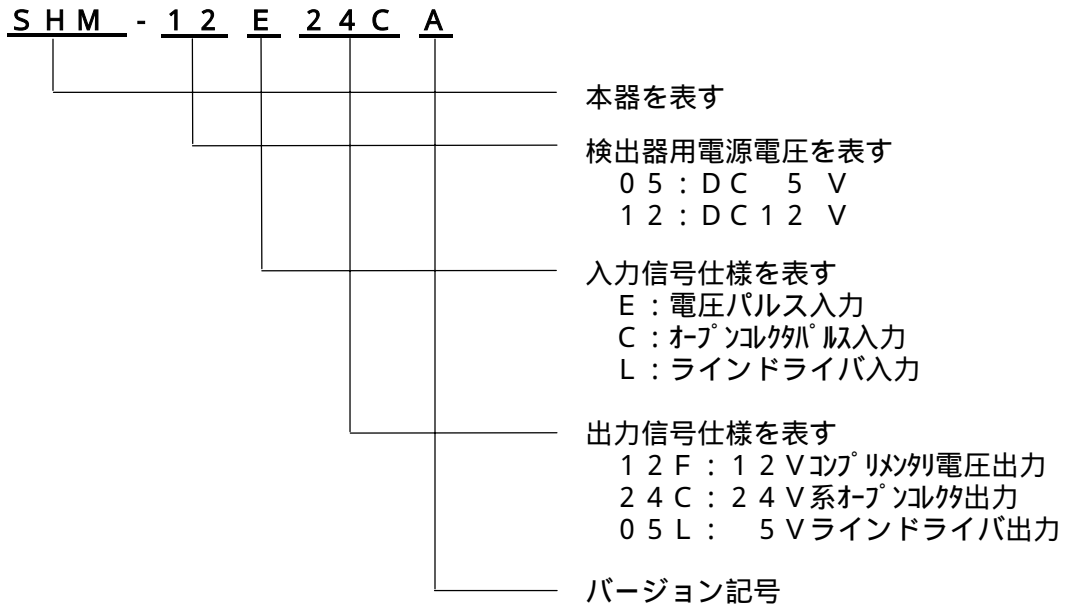 ＳＨＭ-１２Ｅ２４ＣＡ
本器を表す
検出器用電源電圧を表す
０５：ＤＣ　５ Ｖ
１２：ＤＣ１２ Ｖ
入力信号仕様を表す
Ｅ：電圧パルス入力
Ｃ：ｵｰﾌﾟﾝｺﾚｸﾀﾊﾟﾙｽ入力
Ｌ：ラインドライバ入力
出力信号仕様を表す
１２Ｆ：１２Ｖｺﾝﾌﾟﾘﾒﾝﾀﾘ電圧出力
２４Ｃ：２４Ｖ系ｵｰﾌﾟﾝｺﾚｸﾀ出力
０５Ｌ：　５Ｖラインドライバ出力
バージョン記号